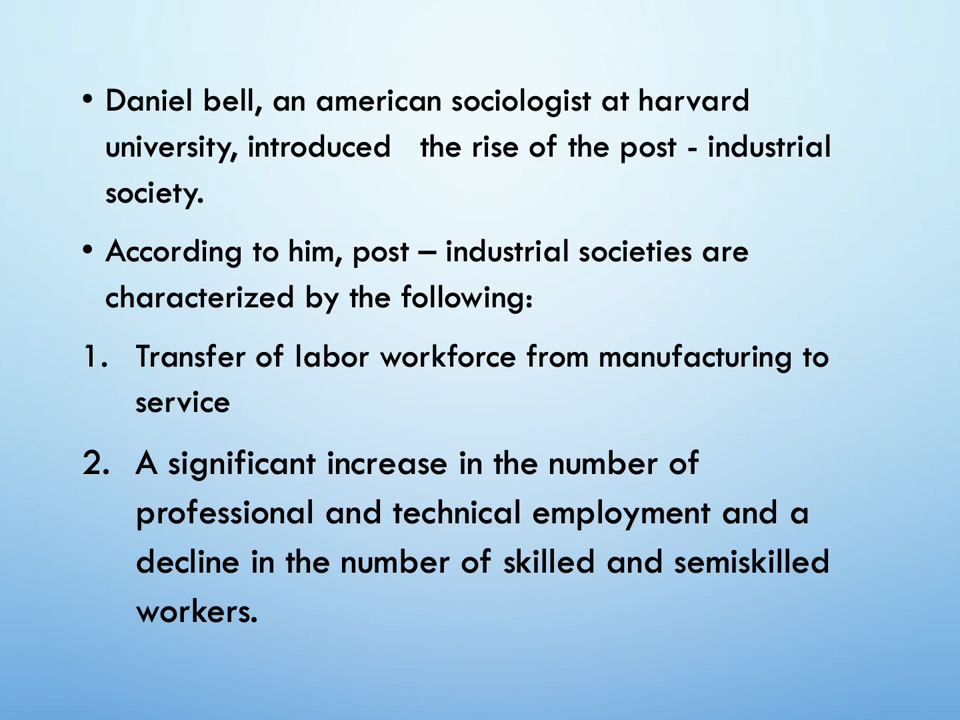 • Daniel bell, an american sociologist at harvard
university, introduced the rise of the post - industrial
society.
• According to him, post – industrial societies are
characterized by the following:
1. Transfer of labor workforce from manufacturing to
service
2. A significant increase in the number of
professional and technical employment and a
decline in the number of skilled and semiskilled
workers.